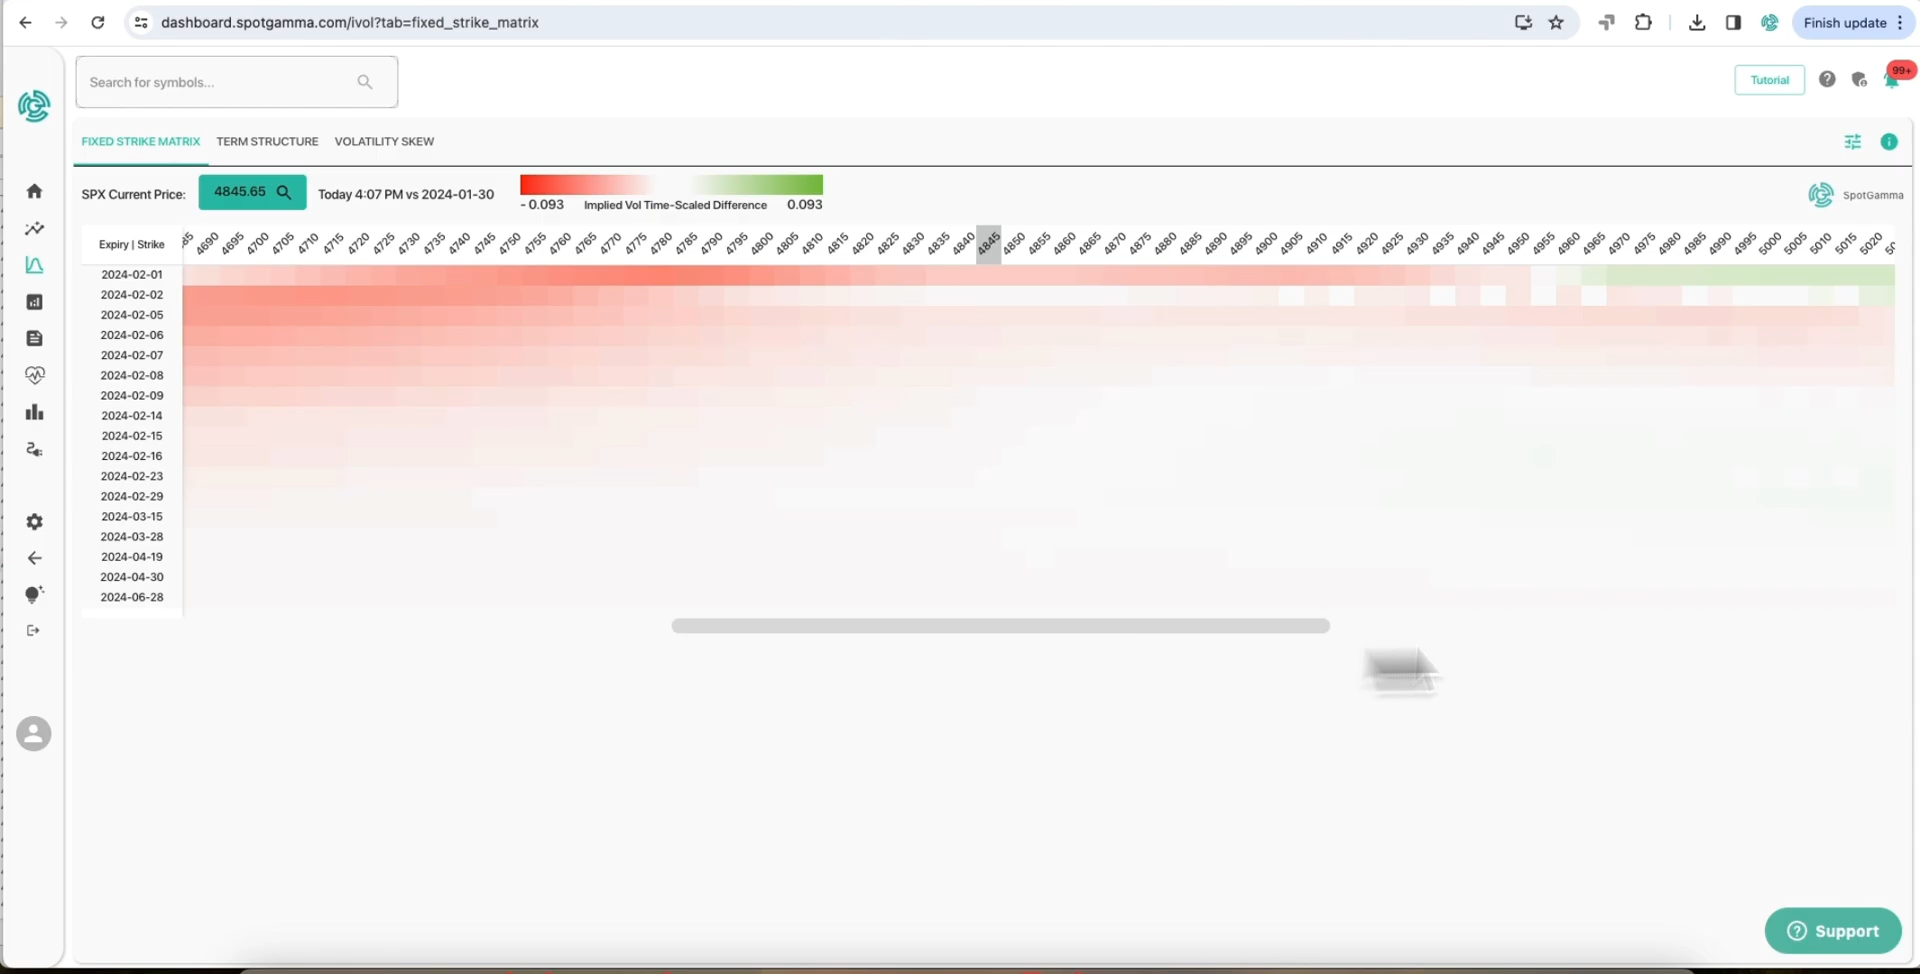 dashboard.spotgamma.com/ivol?tab=fixed_strike_matrix
Finish update
Search for symbols...
Tutorial
99+
FIXED STRIKE MATRIX TERM STRUCTURE VOLATILITY SKEW
SPX Current Price: 4845.65 Today 4:07 PM vs 2024-01-30
- 0.093 Implied Vol Time-Scaled Difference 0.093
SpotGamma
Expiry | Strike 4690 4695 4700 4705 4710 4715 4720 4725 4730 4735 4740 4745 4750 4755 4760 4765 4770 4775 4780 4785 4790 4795 4800 4805 4810 4815 4820 4825 4830 4835 4840 4845 4850 4855 4860 4865 4870 4875 4880 4885 4890 4895 4900 4905 4910 4915 4920 4925 4930 4935 4940 4945 4950 4955 4960 4965 4970 4975 4980 4985 4990 4995 5000 5005 5010 5015 5020
2024-02-01
2024-02-02
2024-02-05
2024-02-06
2024-02-07
2024-02-08
2024-02-09
2024-02-14
2024-02-15
2024-02-16
2024-02-23
2024-02-29
2024-03-15
2024-03-28
2024-04-19
2024-04-30
2024-06-28
Support